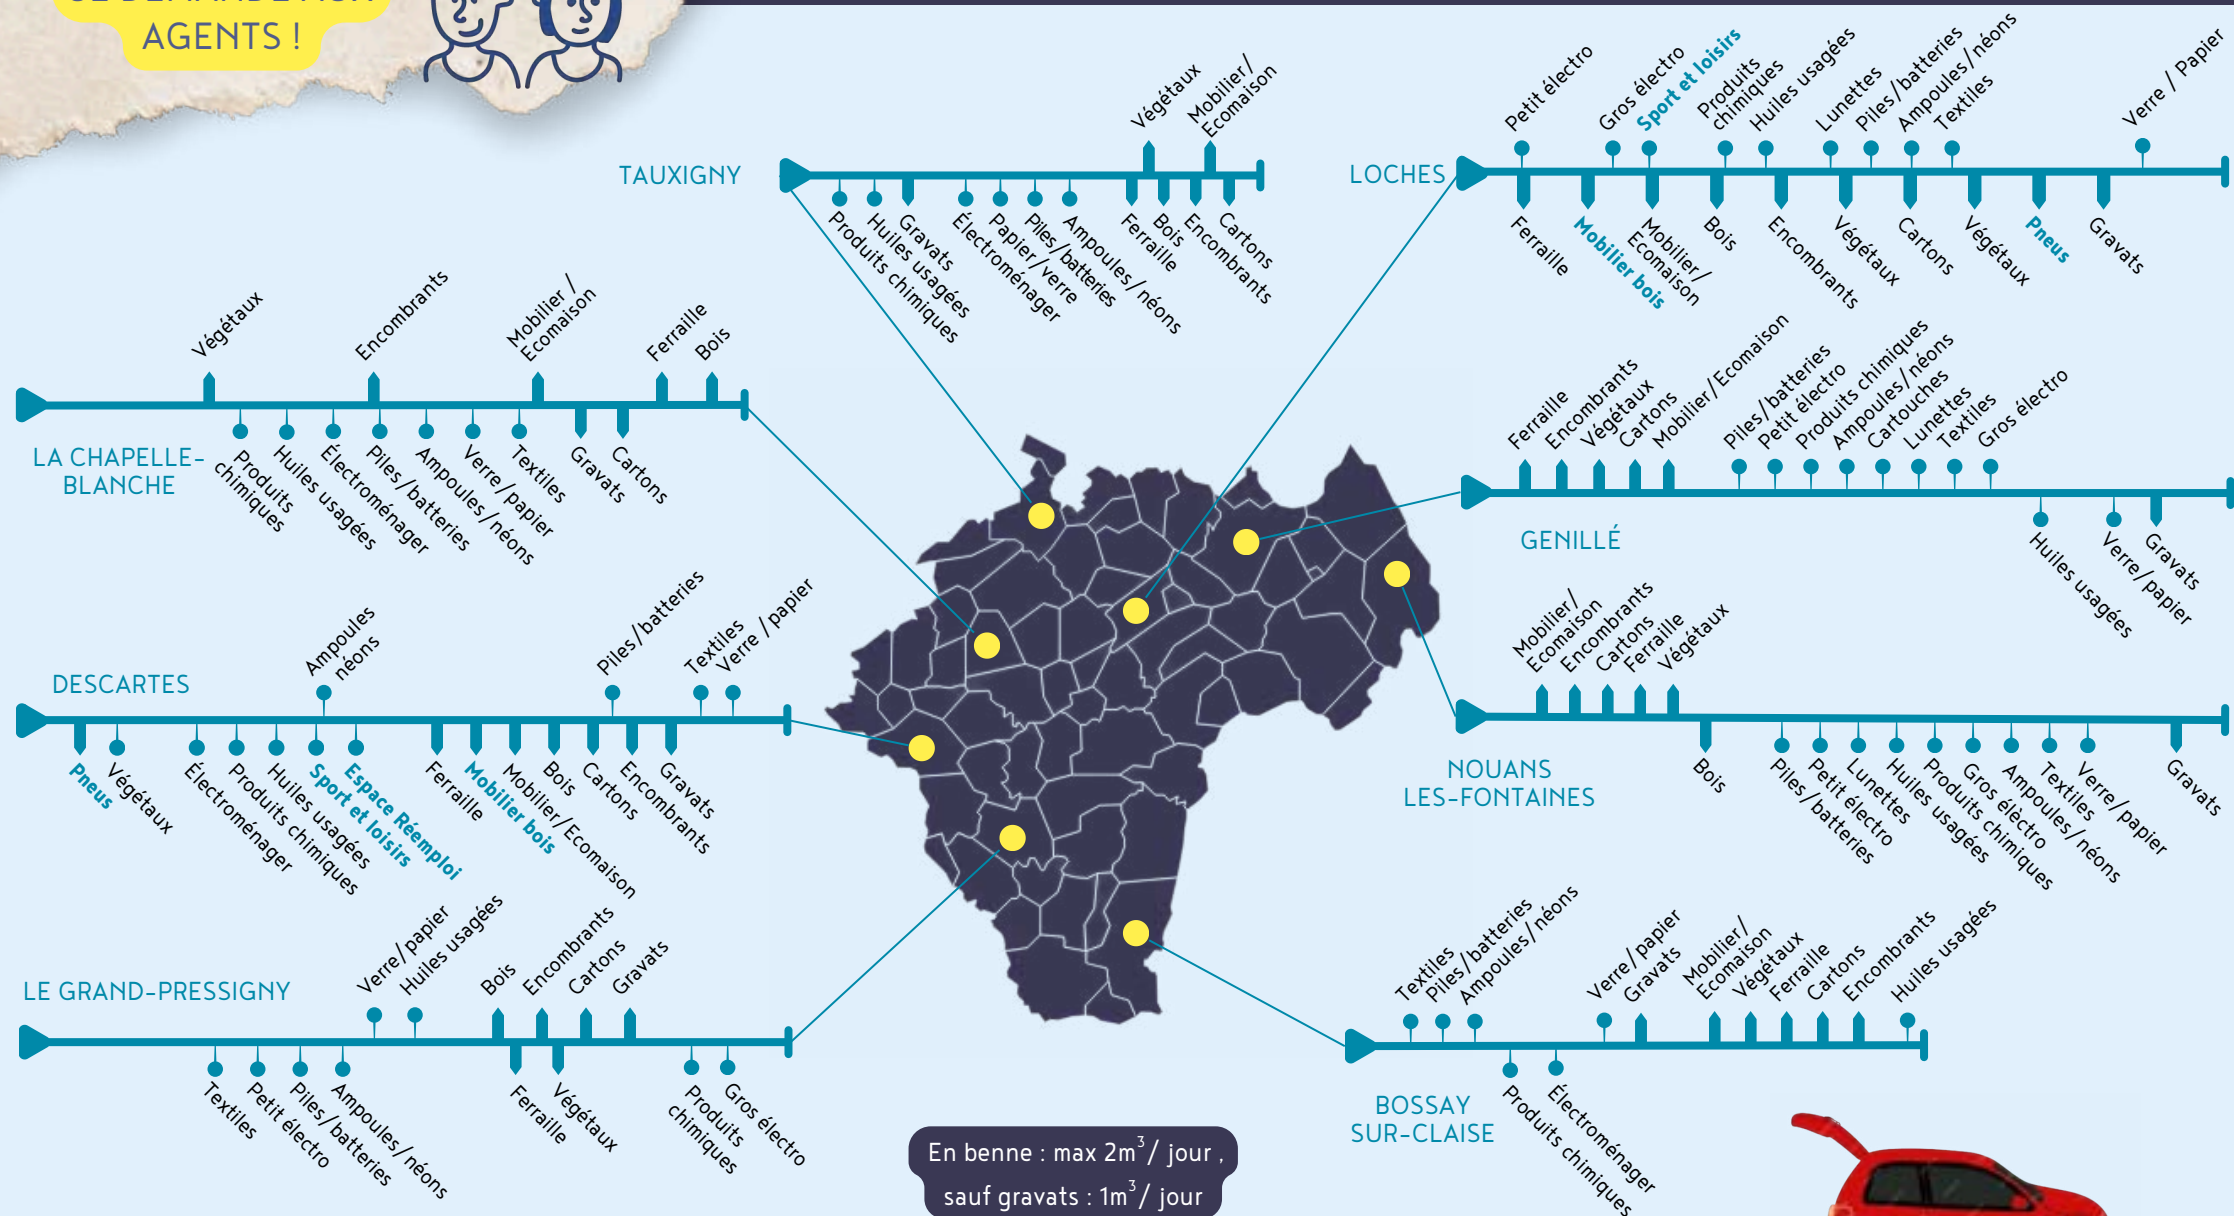 AGENTS !
TAUXIGNY
Végétaux
Mobilier/
Ecomaison
Produits chimiques
Huiles usagées
Gravats
Électroménager
Papier/verre
Piles/batteries
Ampoules/néons
Ferraille
Bois
Encombrants
Cartons
LOCHES
Petit électro
Gros électro
Sport et loisirs
Produits
chimiques
Huiles usagées
Lunettes
Piles/batteries
Ampoules/néons
Textiles
Verre / Papier
Ferraille
Mobilier bois
Mobilier/
Ecomaison
Bois
Encombrants
Végétaux
Cartons
Végétaux
Pneus
Gravats
LA CHAPELLE-
BLANCHE
Végétaux
Encombrants
Mobilier /
Ecomaison
Ferraille
Bois
Produits
chimiques
Huiles usagées
Électroménager
Piles/batteries
Ampoules/néons
Verre/papier
Textiles
Gravats
Cartons
GENILLÉ
Ferraille
Encombrants
Végétaux
Cartons
Mobilier/Ecomaison
Piles/batteries
Petit électro
Produits chimiques
Ampoules/néons
Cartouches
Lunettes
Textiles
Gros électro
Huiles usagées
Verre/papier
Gravats
DESCARTES
Ampoules
néons
Piles/batteries
Textiles
Verre /papier
Pneus
Végétaux
Électroménager
Produits chimiques
Huiles usagées
Sport et loisirs
Espace Réemploi
Ferraille
Mobilier bois
Mobilier/Ecomaison
Bois
Cartons
Encombrants
Gravats
NOUANS
LES-FONTAINES
Mobilier/
Ecomaison
Encombrants
Cartons
Ferraille
Végétaux
Bois
Piles/batteries
Petit électro
Lunettes
Huiles usagées
Produits chimiques
Gros électro
Ampoules/néons
Textiles
Verre/papier
Gravats
LE GRAND-PRESSIGNY
Verre/papier
Huiles usagées
Bois
Encombrants
Cartons
Gravats
Textiles
Petit électro
Piles/batteries
Ampoules/néons
Ferraille
Végétaux
Produits
chimiques
Gros électro
BOSSAY
SUR-CLAISE
Textiles
Piles/batteries
Ampoules/néons
Verre/papier
Gravats
Mobilier/
Ecomaison
Végétaux
Ferraille
Cartons
Encombrants
Huiles usagées
Produits chimiques
Électroménager
En benne : max 2m³/ jour ,
sauf gravats : 1m³/ jour